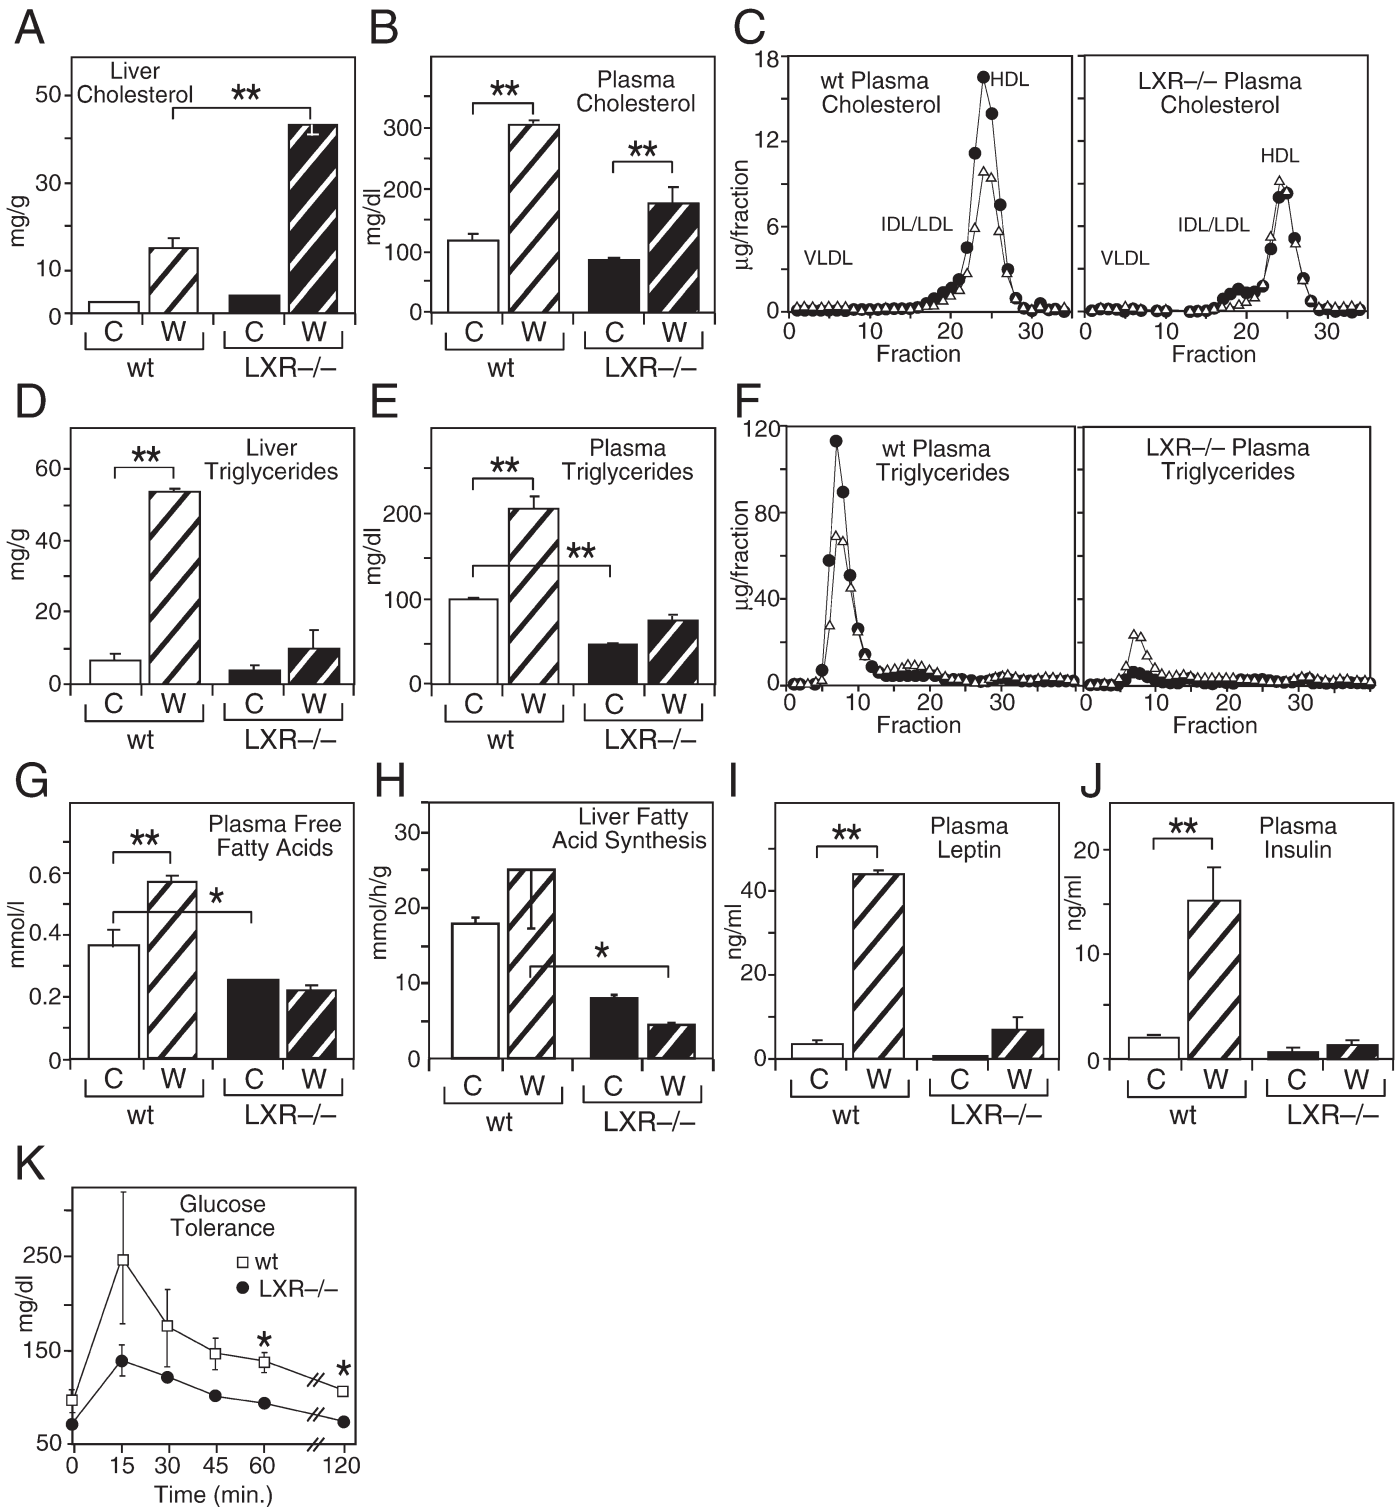 A
Liver
Cholesterol
**
50
30
10
0
mg/g
C W C W
wt LXR–/–
B
Plasma
Cholesterol
**
**
300
200
100
0
mg/dl
C W C W
wt LXR–/–
C
18
12
6
0
µg/fraction
wt Plasma
Cholesterol
HDL
IDL/LDL
VLDL
0 10 20 30
Fraction
LXR–/– Plasma
Cholesterol
HDL
IDL/LDL
VLDL
0 10 20 30
Fraction
D
Liver
Triglycerides
**
60
40
20
0
mg/g
C W C W
wt LXR–/–
E
Plasma
Triglycerides
**
**
200
100
0
mg/dl
C W C W
wt LXR–/–
F
120
80
40
0
µg/fraction
wt Plasma
Triglycerides
0 10 20 30
Fraction
LXR–/– Plasma
Triglycerides
0 10 20 30
Fraction
G
Plasma Free
Fatty Acids
**
*
0.6
0.4
0.2
0
mmol/l
C W C W
wt LXR–/–
H
Liver Fatty
Acid Synthesis
*
30
20
10
0
mmol/h/g
C W C W
wt LXR–/–
I
Plasma
Leptin
**
40
20
0
ng/ml
C W C W
wt LXR–/–
J
Plasma
Insulin
**
20
10
0
ng/ml
C W C W
wt LXR–/–
K
Glucose
Tolerance
wt
LXR–/–
*
*
250
150
50
mg/dl
0 15 30 45 60 120
Time (min.)